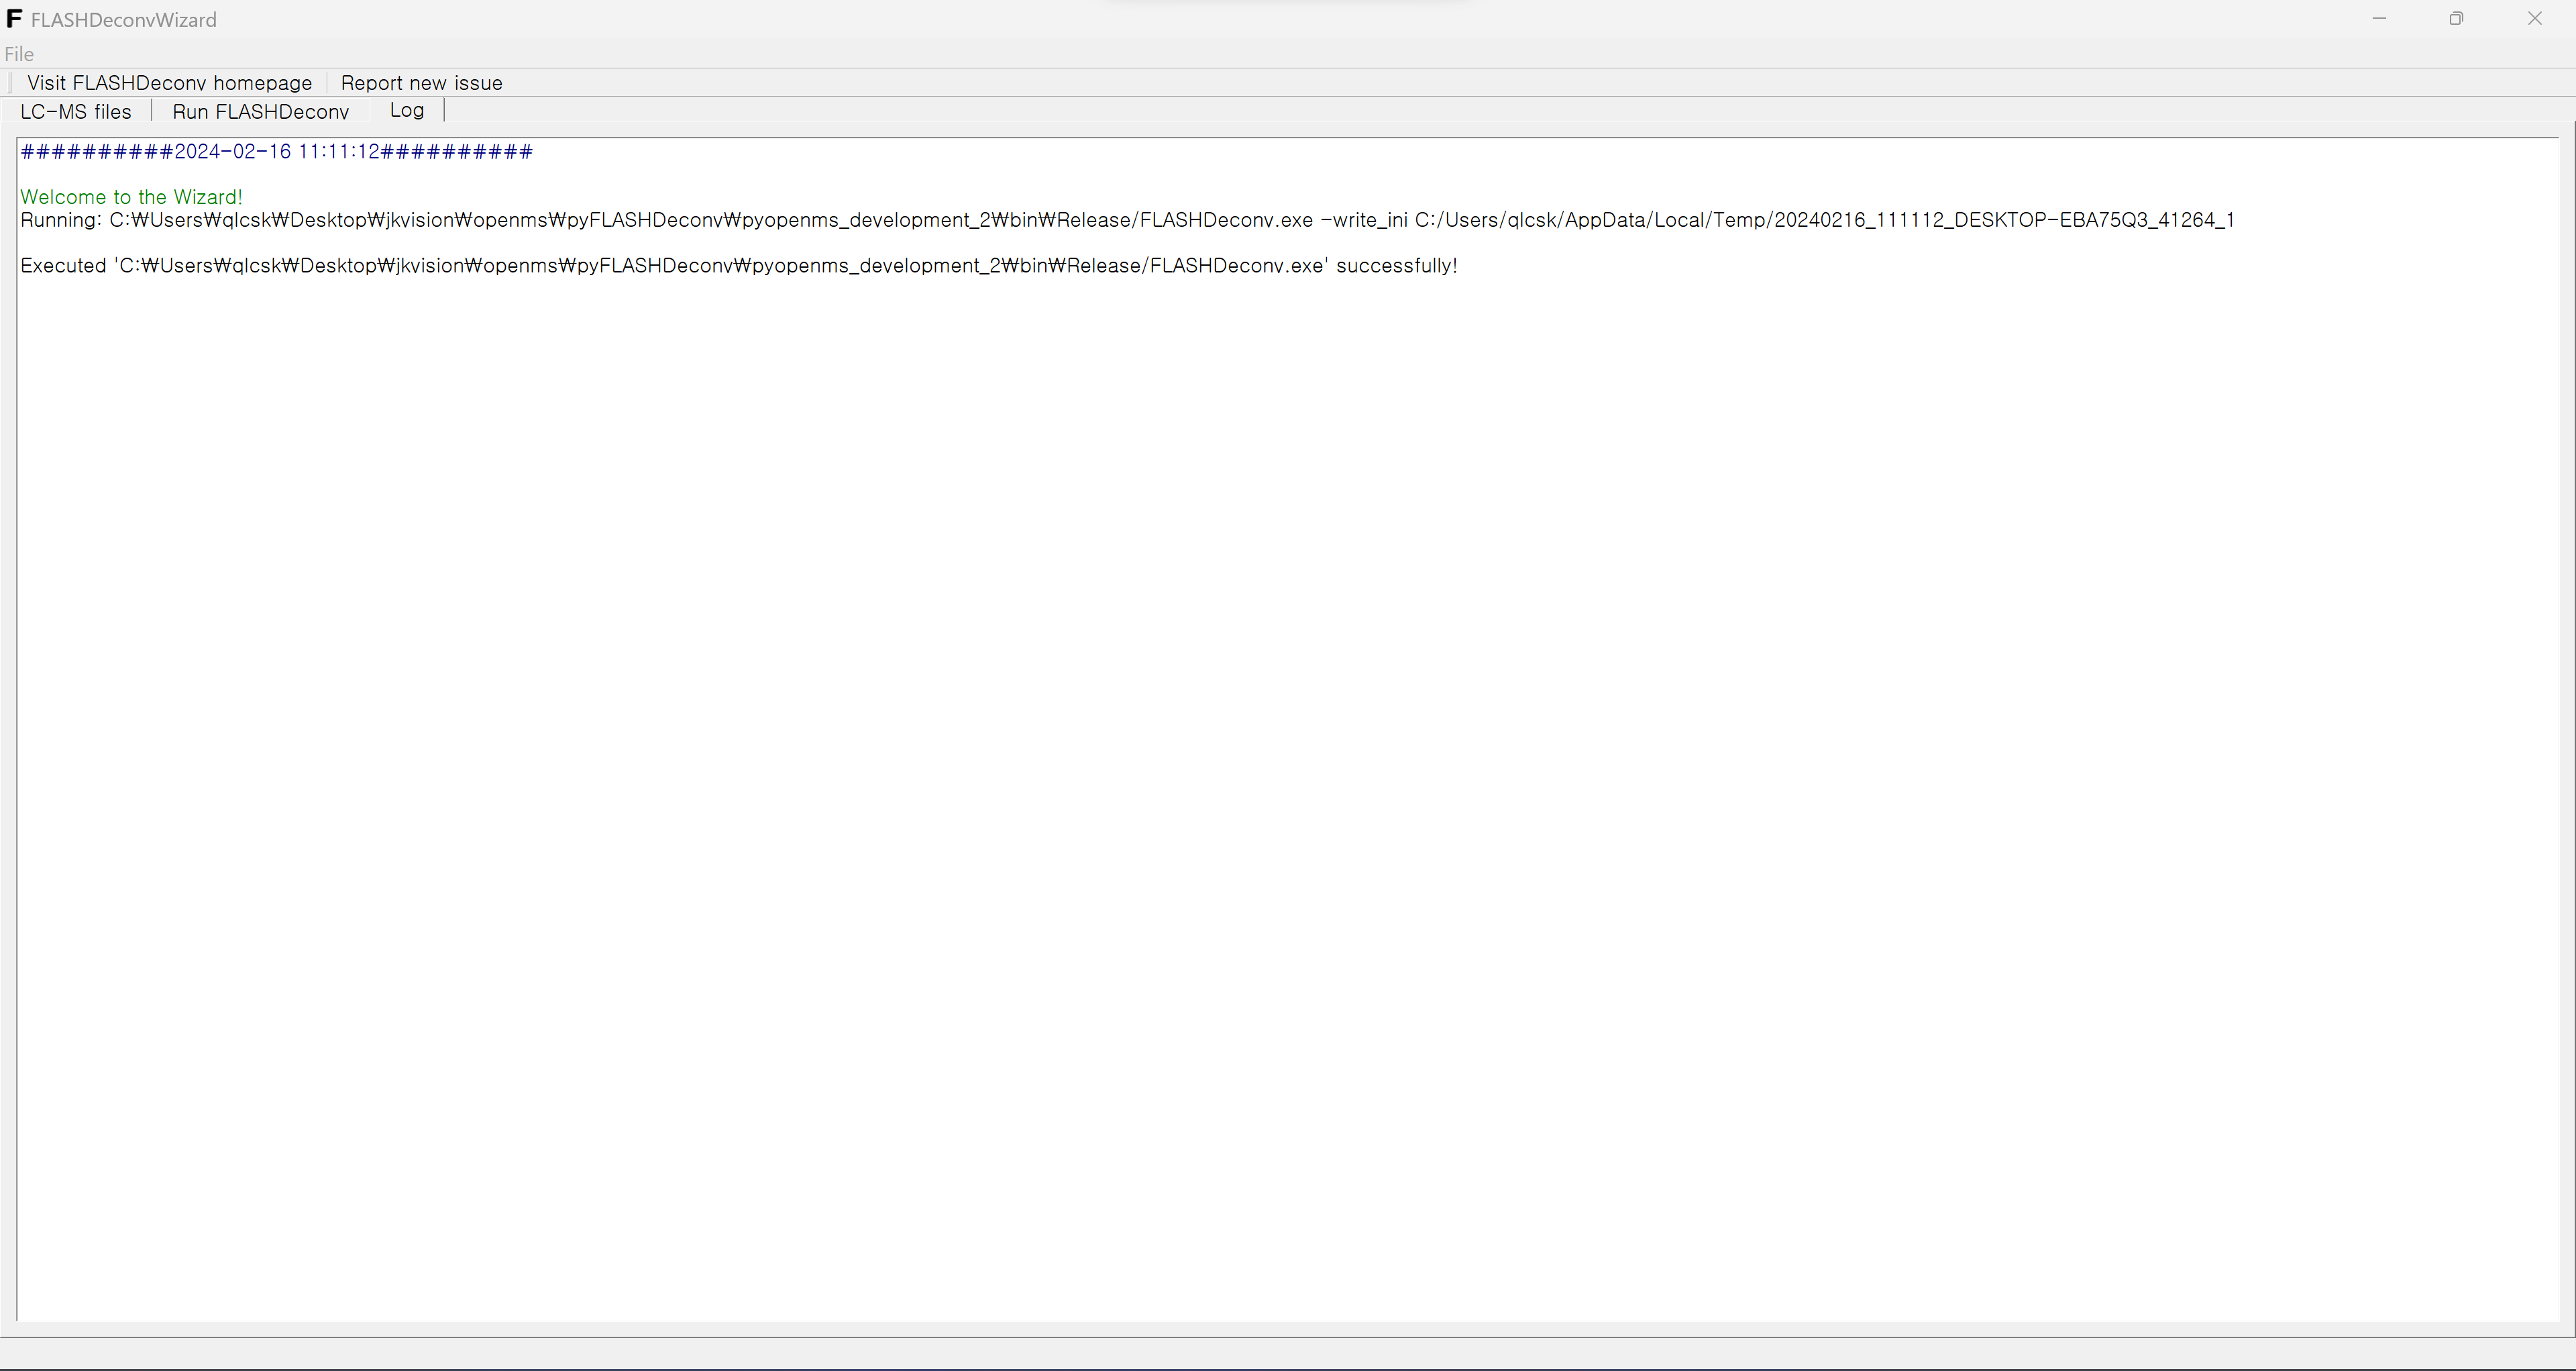 F FLASHDeconvWizard
File
Visit FLASHDeconv homepage Report new issue
LC-MS files Run FLASHDeconv Log
##########2024-02-16 11:11:12##########
Welcome to the Wizard!
Running: C:₩Users₩qlcsk₩Desktop₩jkvision₩openms₩pyFLASHDeconv₩pyopenms_development_2₩bin₩Release/FLASHDeconv.exe -write_ini C:/Users/qlcsk/AppData/Local/Temp/20240216_111112_DESKTOP-EBA75Q3_41264_1
Executed 'C:₩Users₩qlcsk₩Desktop₩jkvision₩openms₩pyFLASHDeconv₩pyopenms_development_2₩bin₩Release/FLASHDeconv.exe' successfully!